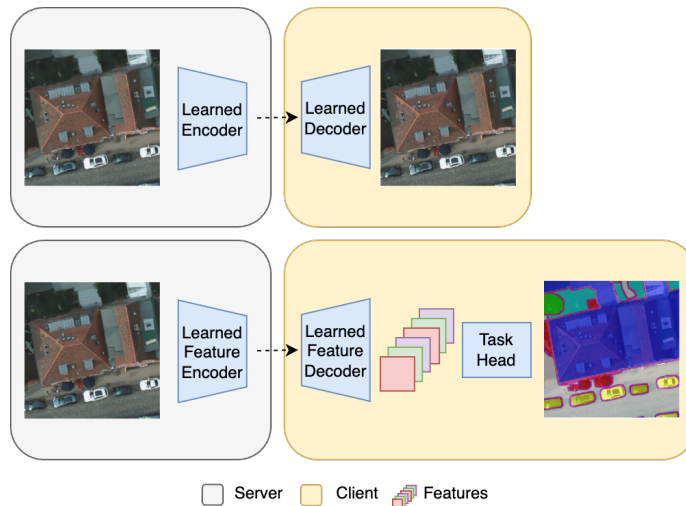 Learned
Encoder
Learned
Decoder
Learned
Feature
Encoder
Learned
Feature
Decoder
Task
Head
Server
Client
Features